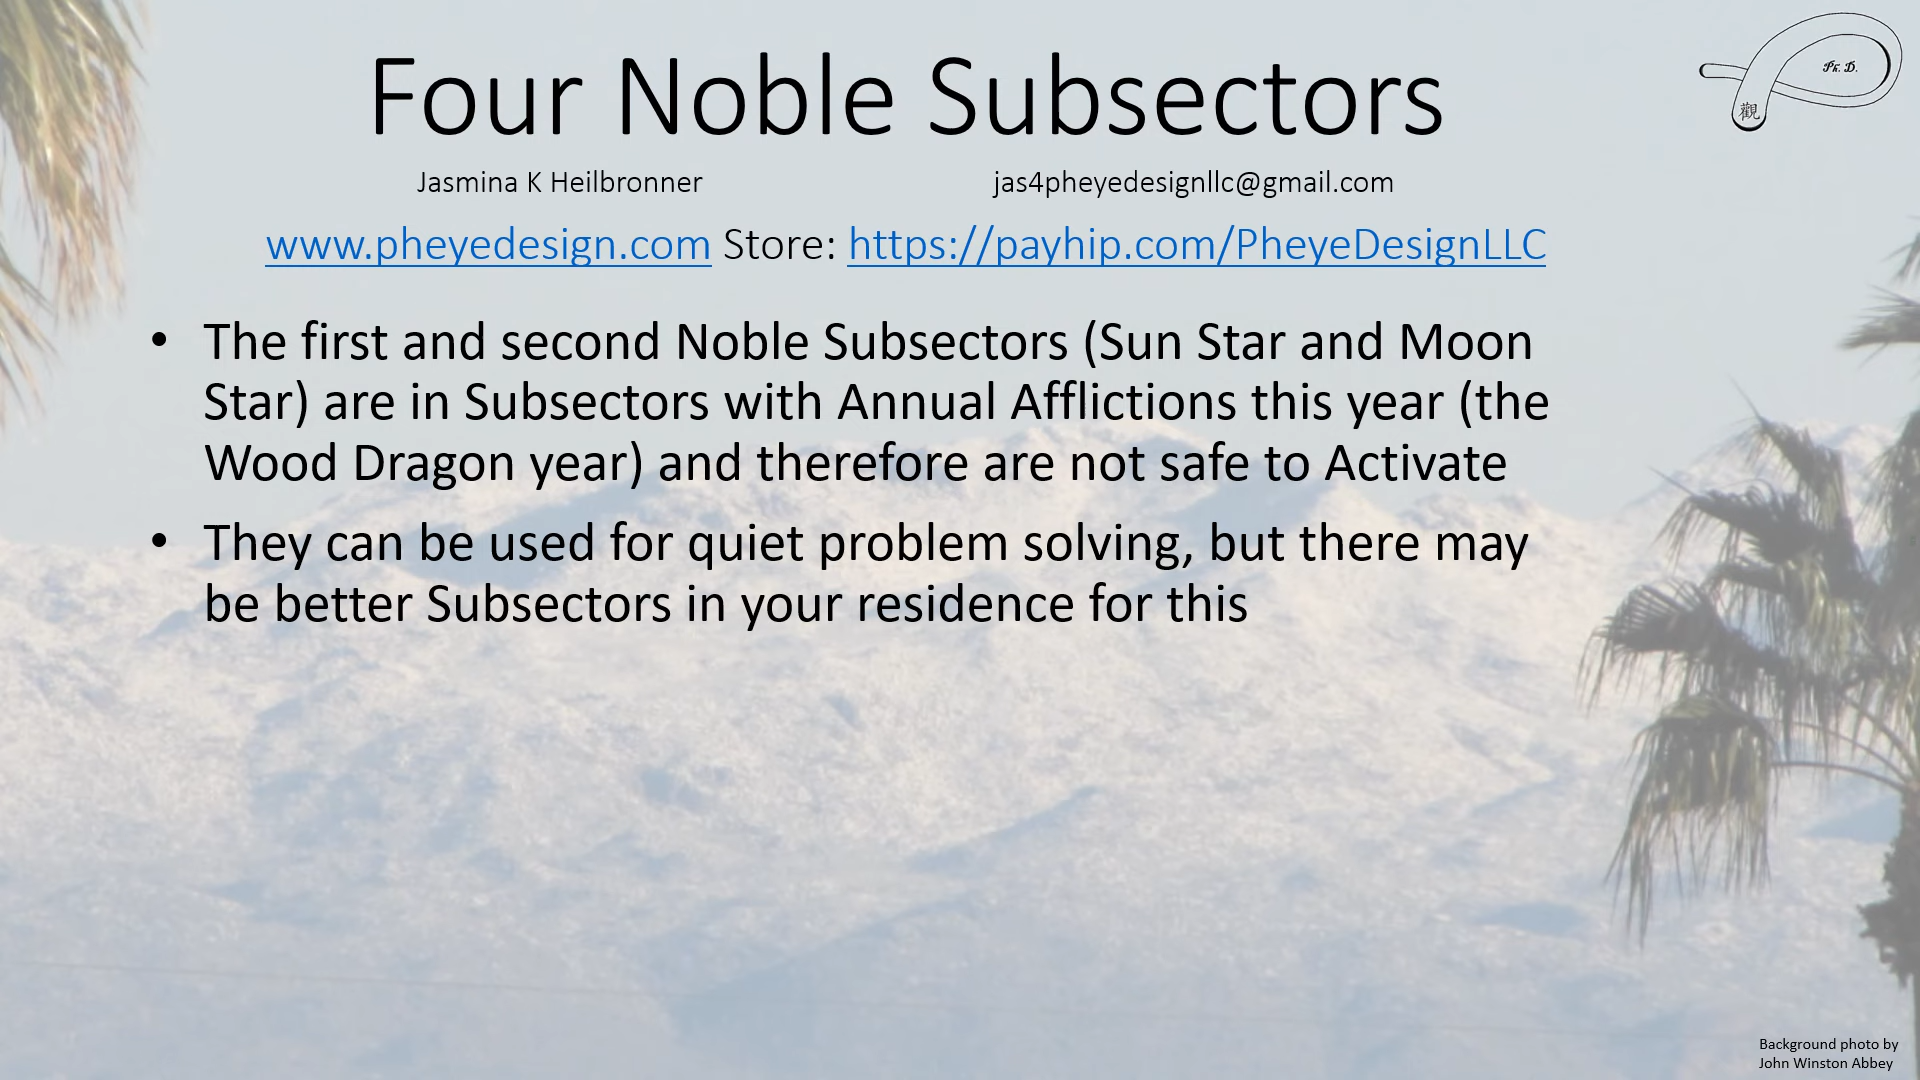 Four Noble Subsectors
Ph.D.
觀
Jasmina K Heilbronner jas4pheyedesignllc@gmail.com
www.pheyedesign.com Store: https://payhip.com/PheyeDesignLLC
• The first and second Noble Subsectors (Sun Star and Moon
Star) are in Subsectors with Annual Afflictions this year (the
Wood Dragon year) and therefore are not safe to Activate
• They can be used for quiet problem solving, but there may
be better Subsectors in your residence for this
Background photo by
John Winston Abbey